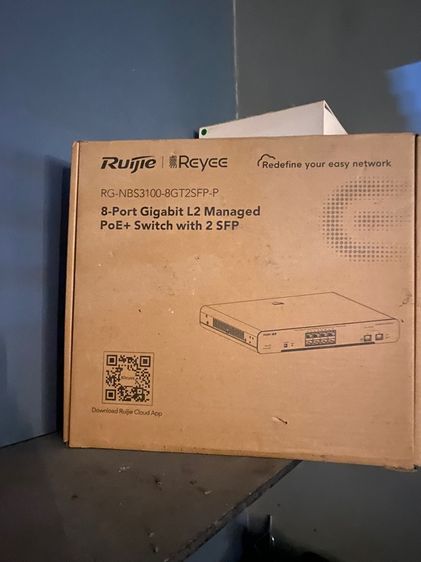 Ruijie | Reyee
Redefine your easy network
RG-NBS3100-8GT2SFP-P
8-Port Gigabit L2 Managed
PoE+ Switch with 2 SFP
Reyee
Download Ruijie Cloud App